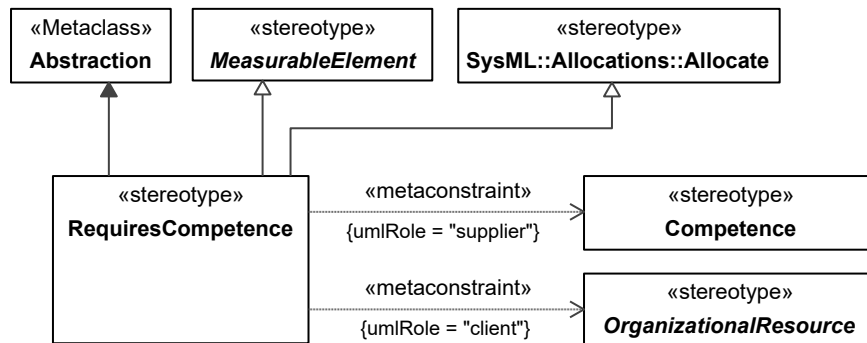 «Metaclass»
Abstraction
«stereotype»
MeasurableElement
«stereotype»
SysML::Allocations::Allocate
«stereotype»
RequiresCompetence
«metaconstraint»
{umlRole = "supplier"}
«stereotype»
Competence
«metaconstraint»
{umlRole = "client"}
«stereotype»
OrganizationalResource